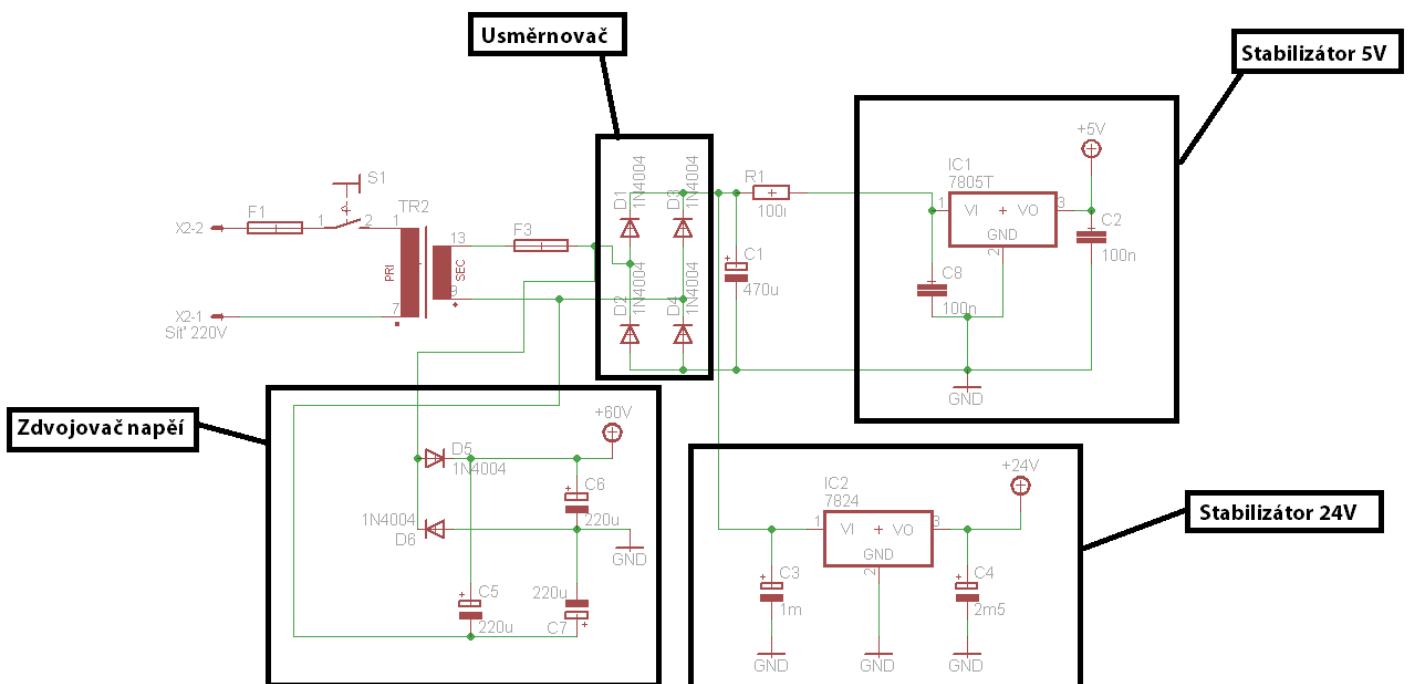 Usměrnovač
Stabilizátor 5V
+5V
IC1
7805T
1 VI + VO 3
GND
2
C2
100n
C8
100n
GND
R1
100
D1
1N4004
D3
1N4004
D2
1N4004
D4
1N4004
C1
+
470u
S1
F1
1 2
TR2
X2-2
1
PRI
SEC
13
9
7
F3
X2-1
Síť 220V
Zdvojovač napěí
+60V
D5
1N4004
1N4004
D6
C6
+
220u
GND
C5
+
220u
220u
C7
+
+24V
IC2
7824
1 VI + VO 3
GND
2
C3
+
1m
C4
+
2m5
GND
GND
GND
Stabilizátor 24V